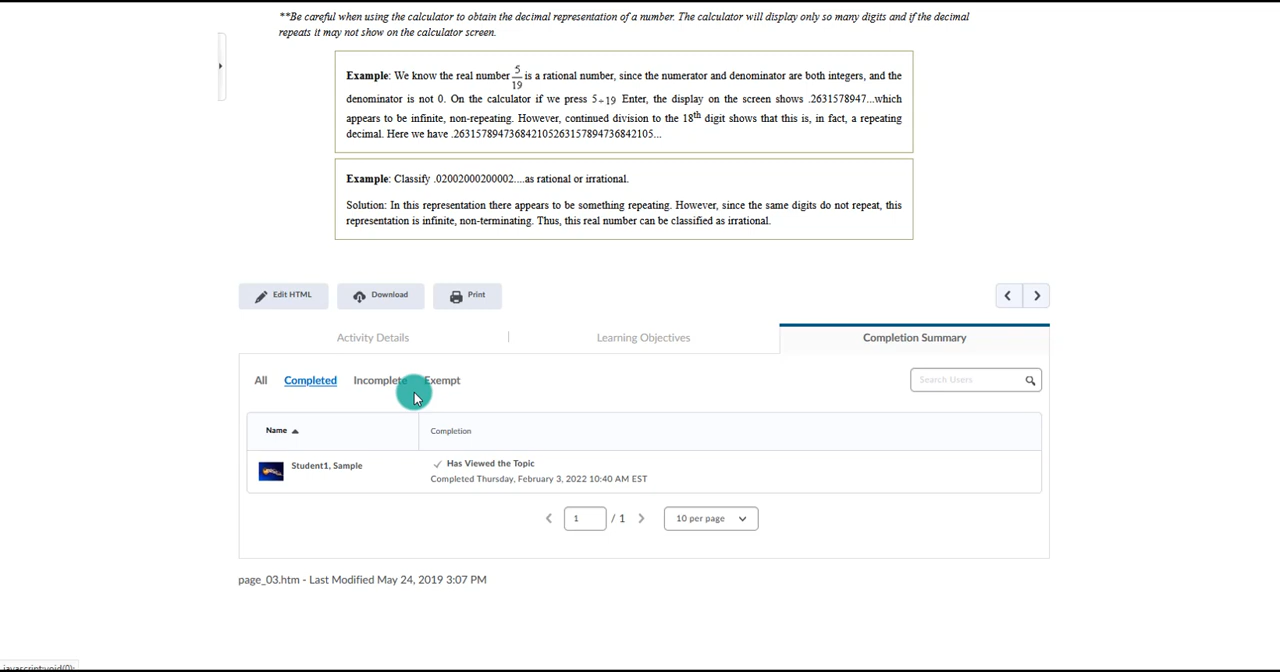 **Be careful when using the calculator to obtain the decimal representation of a number. The calculator will display only so many digits and if the decimal
repeats it may not show on the calculator screen.
Example: We know the real number 5/19 is a rational number, since the numerator and denominator are both integers, and the
denominator is not 0. On the calculator if we press 5÷19 Enter, the display on the screen shows .2631578947...which
appears to be infinite, non-repeating. However, continued division to the 18th digit shows that this is, in fact, a repeating
decimal. Here we have .263157894736842105263157894736842105...
Example: Classify .02002000200002....as rational or irrational.
Solution: In this representation there appears to be something repeating. However, since the same digits do not repeat, this
representation is infinite, non-terminating. Thus, this real number can be classified as irrational.
Edit HTML Download Print
Activity Details | Learning Objectives Completion Summary
All Completed Incomplete Exempt Search Users
Name Completion
Student1, Sample Has Viewed the Topic
Completed Thursday, February 3, 2022 10:40 AM EST
1 / 1 10 per page
page_03.htm - Last Modified May 24, 2019 3:07 PM
javascript:void(0);